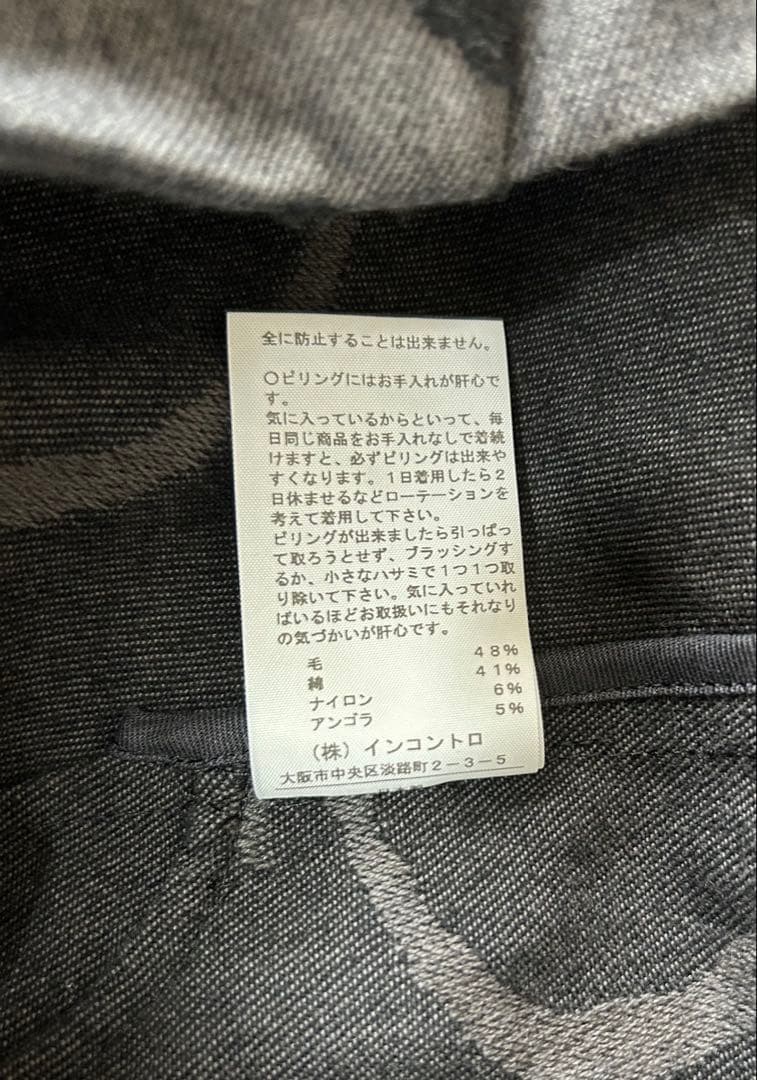 全に防止することは出来ません。
○ピリングにはお手入れが肝心で
す。
気に入っているからといって、毎
日同じ商品をお手入れなしで着続
けますと、必ずピリングは出来や
すくなります。1日着用したら2
日休ませるなどローテーションを
考えて着用して下さい。
ピリングが出来ましたら引っぱっ
て取ろうとせず、ブラッシングす
るか、小さなハサミで1つ1つ取
り除いて下さい。気に入っていれ
ばいるほどお取扱いにもそれなり
の気づかいが肝心です。
毛 48%
綿 41%
ナイロン 6%
アンゴラ 5%
(株)インコントロ
大阪市中央区淡路町2-3-5